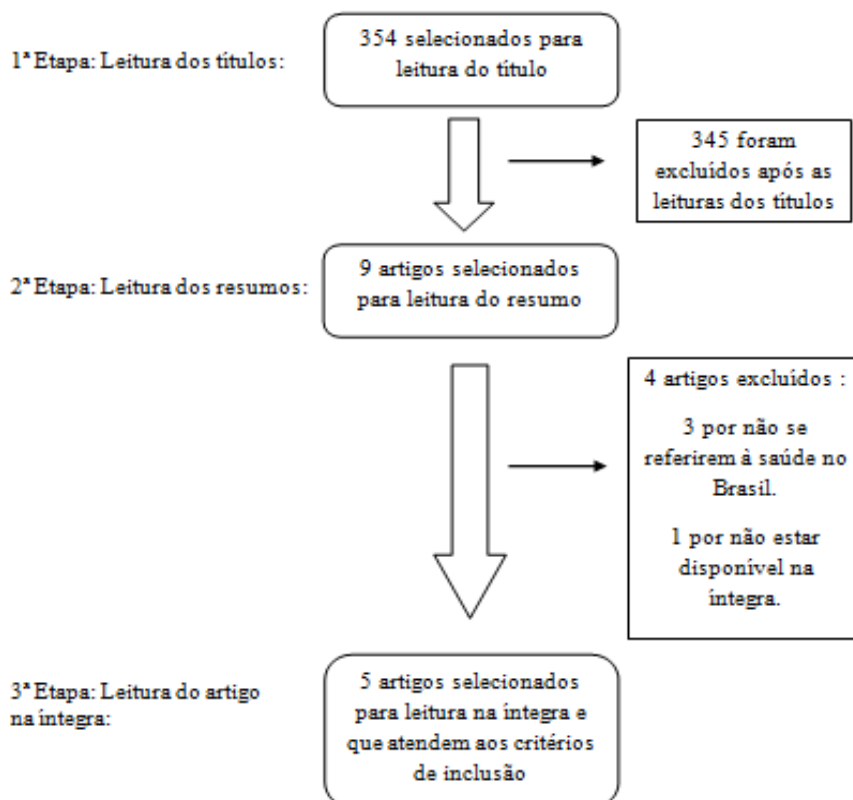 1ª Etapa: Leitura dos títulos:
354 selecionados para
leitura do título
345 foram
excluídos após as
leituras dos títulos
2ª Etapa: Leitura dos resumos:
9 artigos selecionados
para leitura do resumo
4 artigos excluídos :
3 por não se
referirem à saúde no
Brasil.
1 por não estar
disponível na
íntegra.
3ª Etapa: Leitura do artigo
na íntegra:
5 artigos selecionados
para leitura na íntegra e
que atendem aos critérios
de inclusão